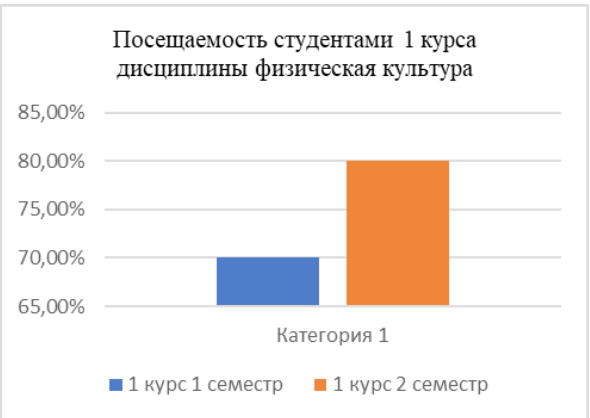 Посещаемость студентами 1 курса
дисциплины физическая культура
85,00%
80,00%
75,00%
70,00%
65,00%
Категория 1
1 курс 1 семестр
1 курс 2 семестр